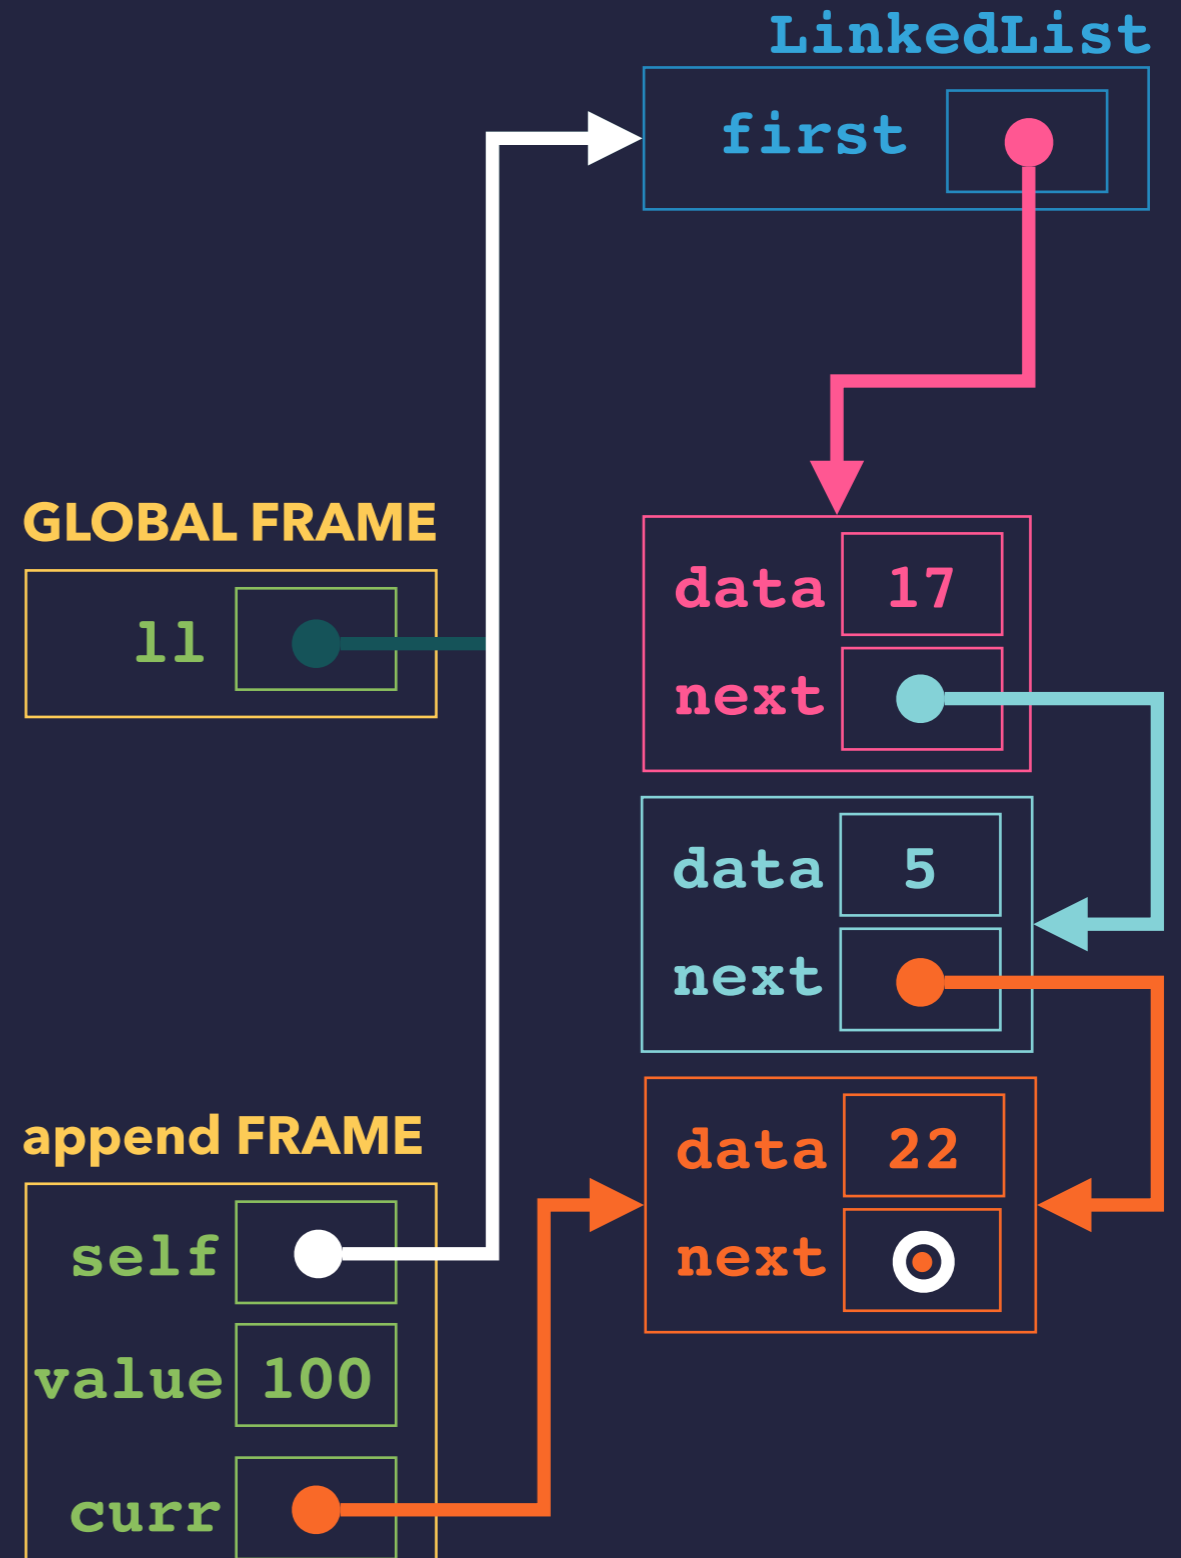 LinkedList
first
GLOBAL FRAME
ll
data 17
next
data 5
next
append FRAME
self
value 100
curr
data 22
next